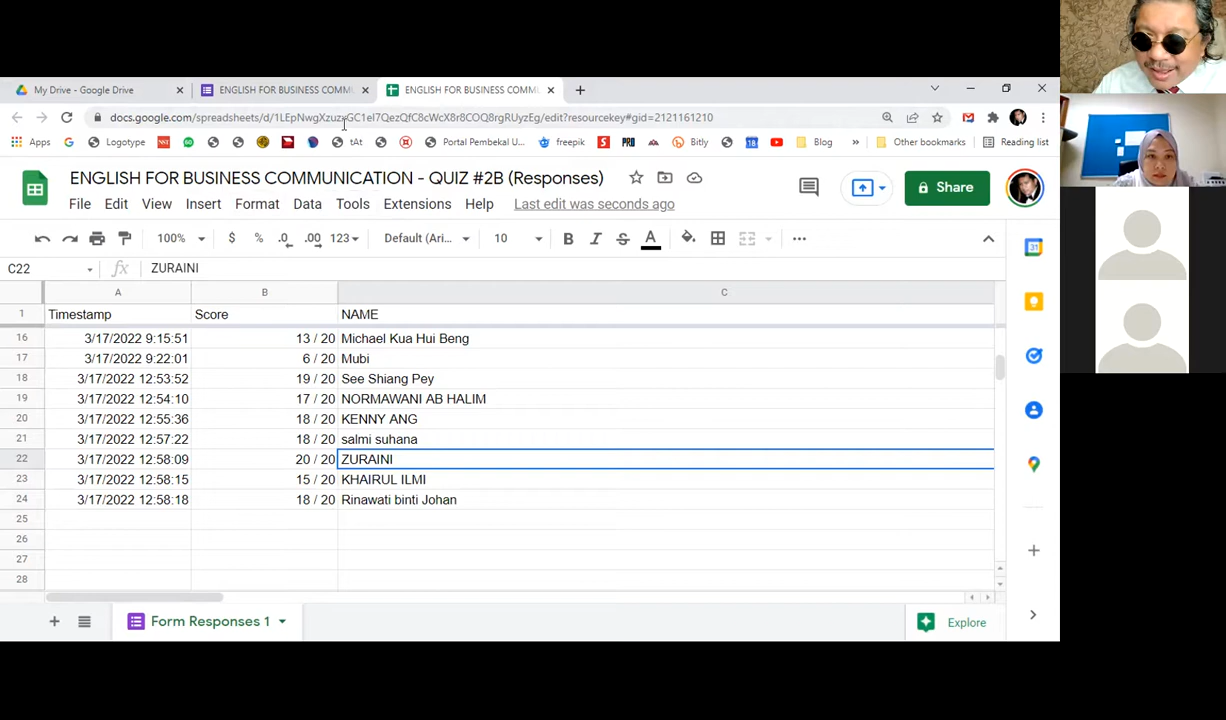 My Drive - Google Drive
ENGLISH FOR BUSINESS COMMU
ENGLISH FOR BUSINESS COMMU
docs.google.com/spreadsheets/d/1LEpNwgXzuzjGC1eI7QezQfC8cWcX8r8COQ8rgRUyzEg/edit?resourcekey#gid=2121161210
Apps
Logotype
tAt
Portal Pembekal U...
freepik
PRO
Bitly
Blog
Other bookmarks
Reading list
ENGLISH FOR BUSINESS COMMUNICATION - QUIZ #2B (Responses)
Share
File Edit View Insert Format Data Tools Extensions Help Last edit was seconds ago
100% $ % .0 .00 123 Default (Ari... 10 B I S A
C22 fx ZURAINI
A B C
1 Timestamp Score NAME
16 3/17/2022 9:15:51 13 / 20 Michael Kua Hui Beng
17 3/17/2022 9:22:01 6 / 20 Mubi
18 3/17/2022 12:53:52 19 / 20 See Shiang Pey
19 3/17/2022 12:54:10 17 / 20 NORMAWANI AB HALIM
20 3/17/2022 12:55:36 18 / 20 KENNY ANG
21 3/17/2022 12:57:22 18 / 20 salmi suhana
22 3/17/2022 12:58:09 20 / 20 ZURAINI
23 3/17/2022 12:58:15 15 / 20 KHAIRUL ILMI
24 3/17/2022 12:58:18 18 / 20 Rinawati binti Johan
25
26
27
28
Form Responses 1
Explore